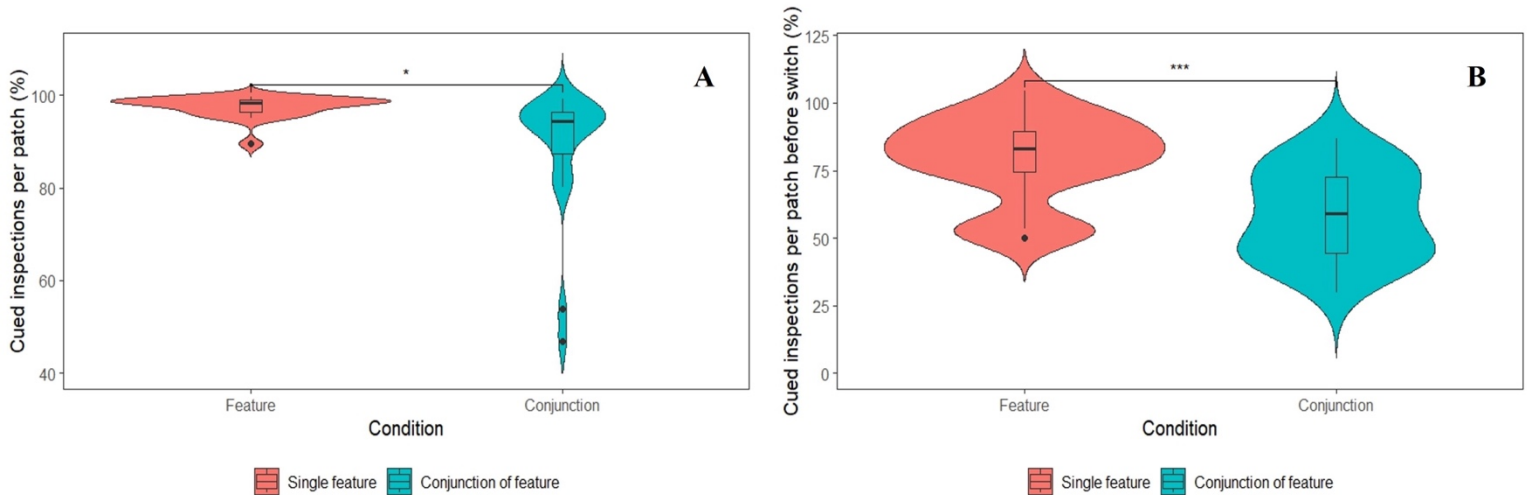 A
Cued inspections per patch (%)
100
80
60
40
*
Feature
Conjunction
Condition
Single feature
Conjunction of feature
B
Cued inspections per patch before switch (%)
125
100
75
50
25
0
***
Feature
Conjunction
Condition
Single feature
Conjunction of feature